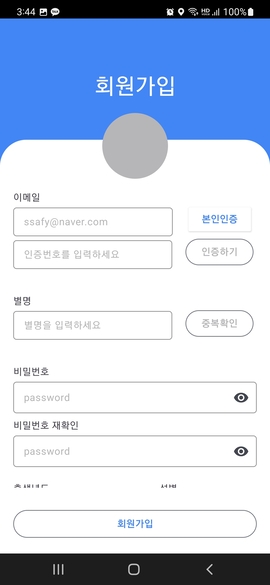 3:44
HD
100%
회원가입
이메일
ssafy@naver.com
본인인증
인증번호를 입력하세요
인증하기
별명
별명을 입력하세요
중복확인
비밀번호
password
비밀번호 재확인
password
회원가입